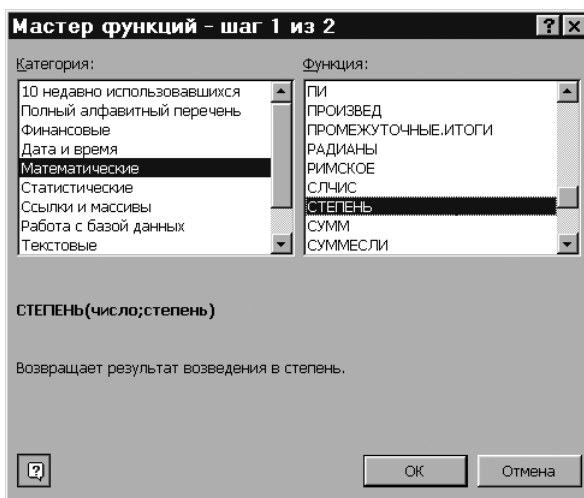 Мастер функций - шаг 1 из 2
Категория:
10 недавно использовавшихся
Полный алфавитный перечень
Финансовые
Дата и время
Математические
Статистические
Ссылки и массивы
Работа с базой данных
Текстовые
Функция:
ПИ
ПРОИЗВЕД
ПРОМЕЖУТОЧНЫЕ.ИТОГИ
РАДИАНЫ
РИМСКОЕ
СЛЧИС
СТЕПЕНЬ
СУММ
СУММЕСЛИ
СТЕПЕНЬ(число;степень)
Возвращает результат возведения в степень.
ОК
Отмена